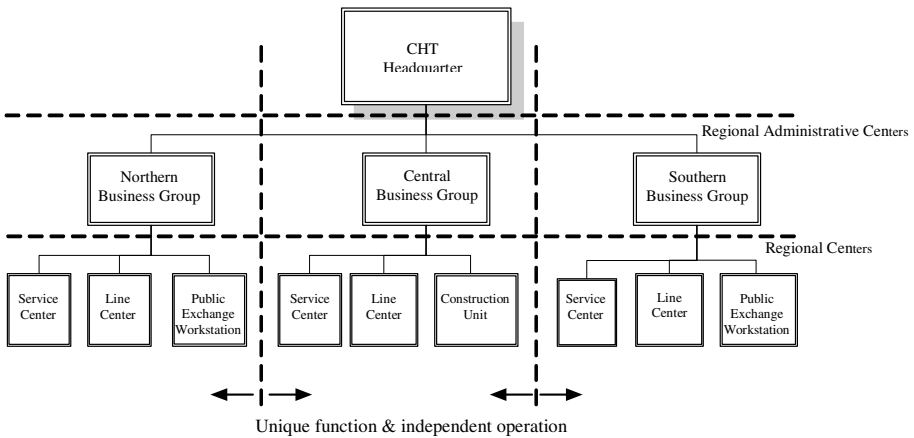 CHT
Headquarter
Regional Administrative Centers
Northern
Business Group
Central
Business Group
Southern
Business Group
Regional Centers
Service
Center
Line
Center
Public
Exchange
Workstation
Service
Center
Line
Center
Construction
Unit
Service
Center
Line
Center
Public
Exchange
Workstation
Unique function & independent operation